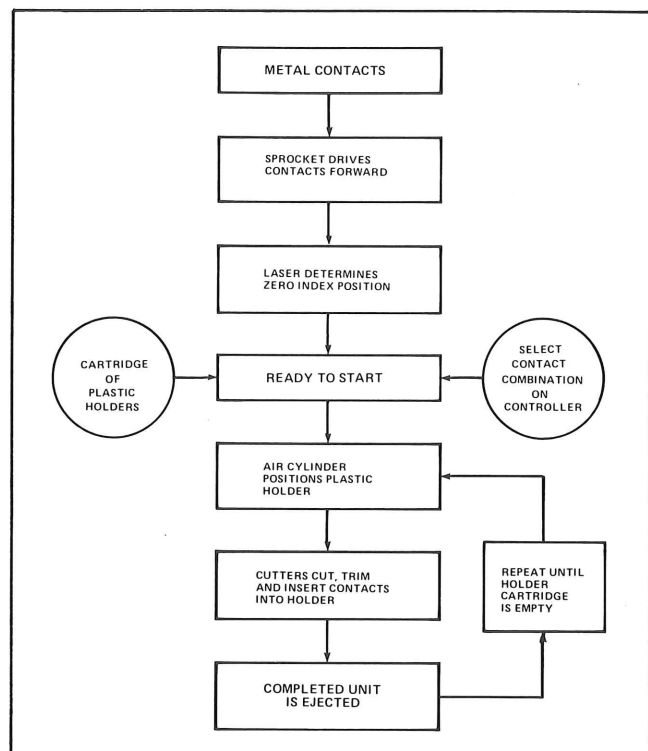 METAL CONTACTS
SPROCKET DRIVES
CONTACTS FORWARD
LASER DETERMINES
ZERO INDEX POSITION
CARTRIDGE
OF
PLASTIC
HOLDERS
READY TO START
SELECT
CONTACT
COMBINATION
ON
CONTROLLER
AIR CYLINDER
POSITIONS PLASTIC
HOLDER
CUTTERS CUT, TRIM
AND INSERT CONTACTS
INTO HOLDER
REPEAT UNTIL
HOLDER
CARTRIDGE
IS EMPTY
COMPLETED UNIT
IS EJECTED